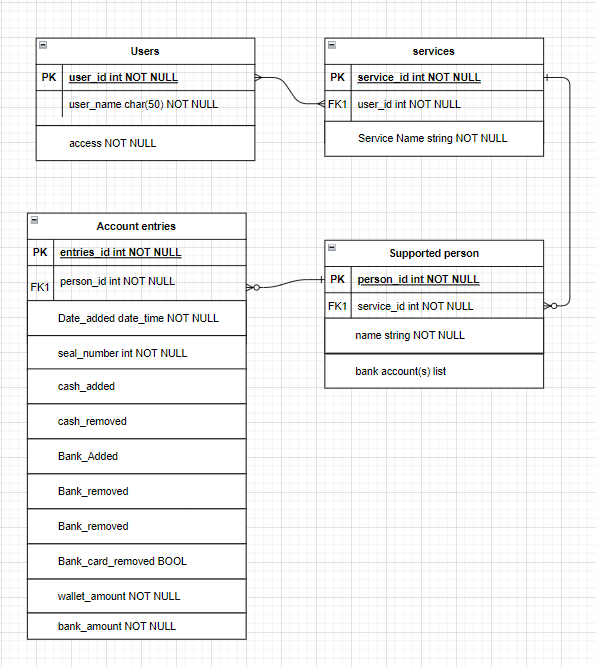 Users
PK user_id int NOT NULL
user_name char(50) NOT NULL
access NOT NULL
services
PK service_id int NOT NULL
FK1 user_id int NOT NULL
Service Name string NOT NULL
Account entries
PK entries_id int NOT NULL
FK1 person_id int NOT NULL
Date_added date_time NOT NULL
seal_number int NOT NULL
cash_added
cash_removed
Bank_Added
Bank_removed
Bank_removed
Bank_card_removed BOOL
wallet_amount NOT NULL
bank_amount NOT NULL
Supported person
PK person_id int NOT NULL
FK1 service_id int NOT NULL
name string NOT NULL
bank account(s) list